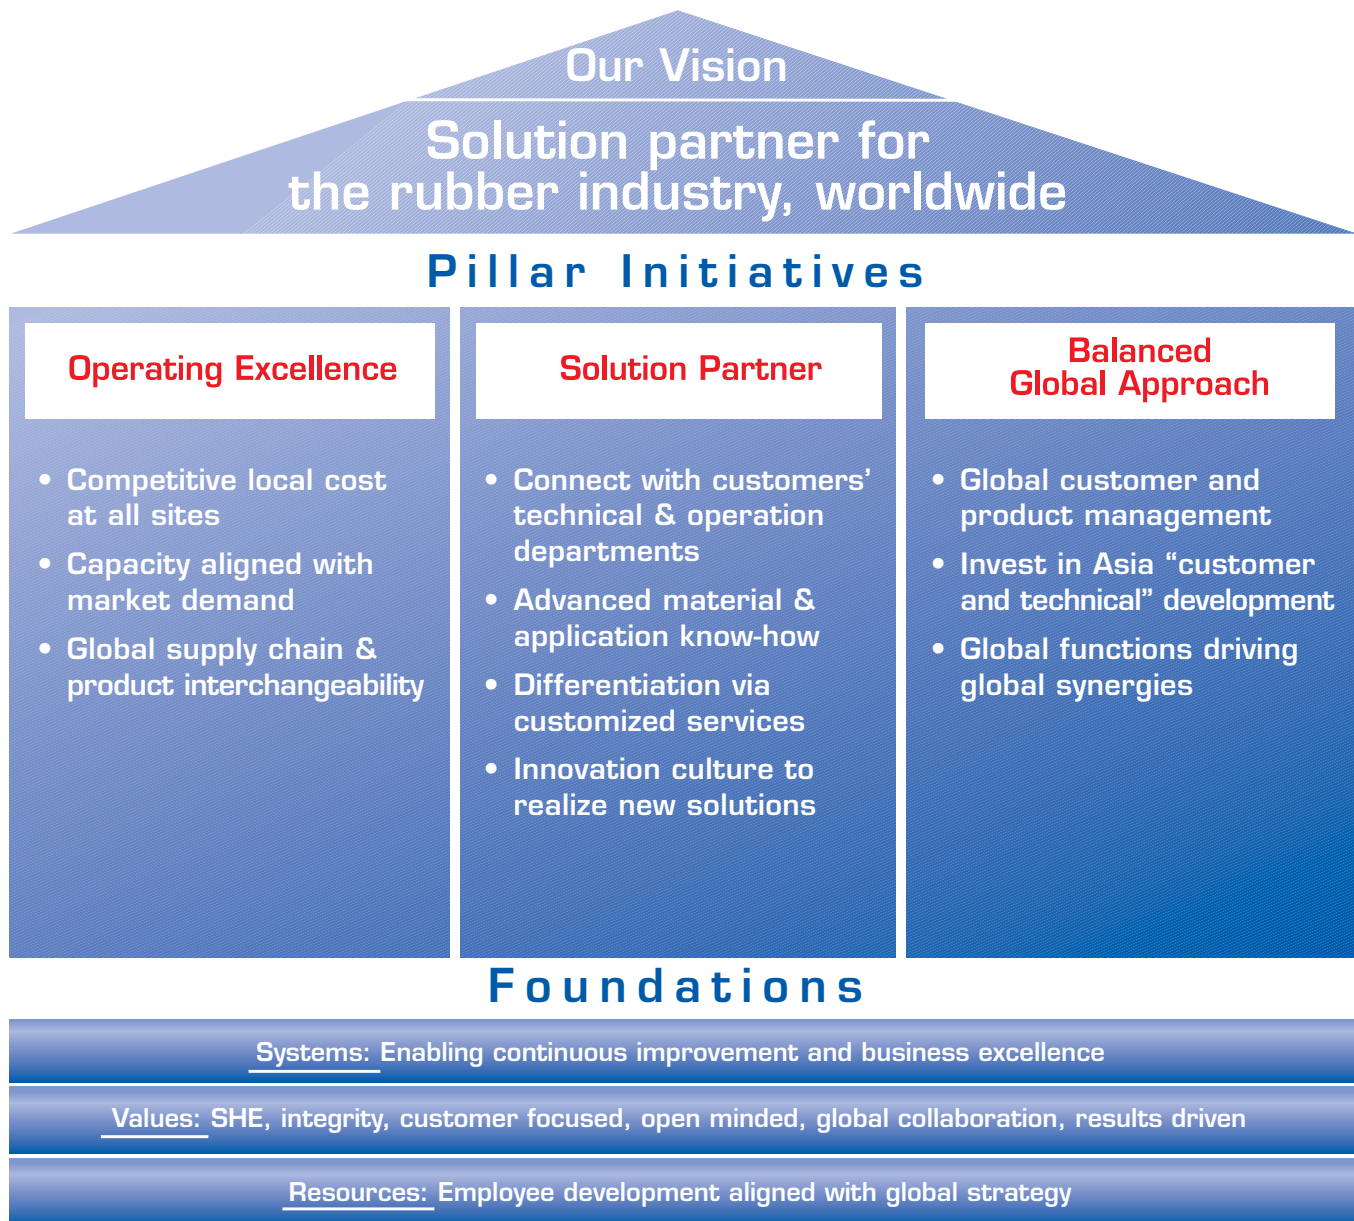 Our Vision
Solution partner for
the rubber industry, worldwide
Pillar Initiatives
Operating Excellence
• Competitive local cost
at all sites
• Capacity aligned with
market demand
• Global supply chain &
product interchangeability
Solution Partner
• Connect with customers’
technical & operation
departments
• Advanced material &
application know-how
• Differentiation via
customized services
• Innovation culture to
realize new solutions
Balanced
Global Approach
• Global customer and
product management
• Invest in Asia “customer
and technical” development
• Global functions driving
global synergies
Foundations
Systems: Enabling continuous improvement and business excellence
Values: SHE, integrity, customer focused, open minded, global collaboration, results driven
Resources: Employee development aligned with global strategy